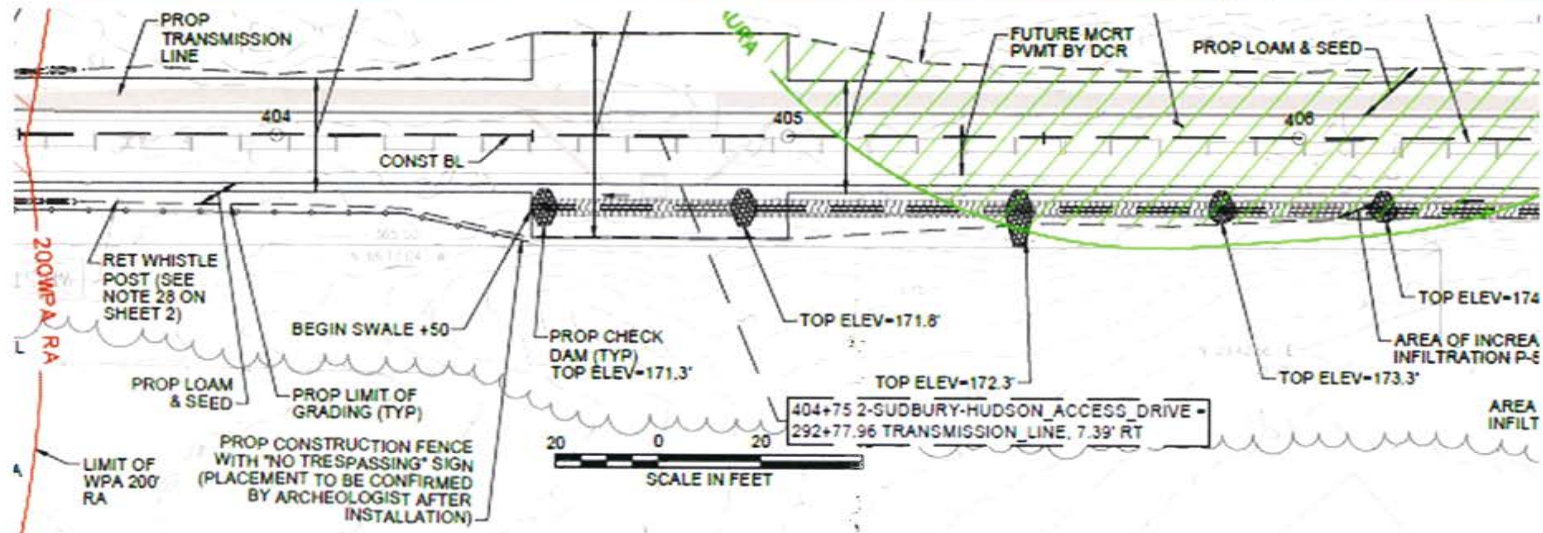 PROP
TRANSMISSION
LINE
FUTURE MCRT
PVMT BY DCR
PROP LOAM & SEED
URA
404
405
406
CONST BL
200WPA RA
RET WHISTLE
POST (SEE
NOTE 28 ON
SHEET 2)
BEGIN SWALE +50
PROP CHECK
DAM (TYP)
TOP ELEV=171.3'
TOP ELEV=171.8'
TOP ELEV=172.3'
TOP ELEV=173.3'
TOP ELEV=174
AREA OF INCREA
INFILTRATION P-5
PROP LOAM
& SEED
PROP LIMIT OF
GRADING (TYP)
404+75 2-SUDBURY-HUDSON_ACCESS_DRIVE =
292+77.96 TRANSMISSION_LINE, 7.39' RT
AREA
INFILT
PROP CONSTRUCTION FENCE
WITH "NO TRESPASSING" SIGN
(PLACEMENT TO BE CONFIRMED
BY ARCHEOLOGIST AFTER
INSTALLATION)
LIMIT OF
WPA 200'
RA
L
A
20 0 20
SCALE IN FEET